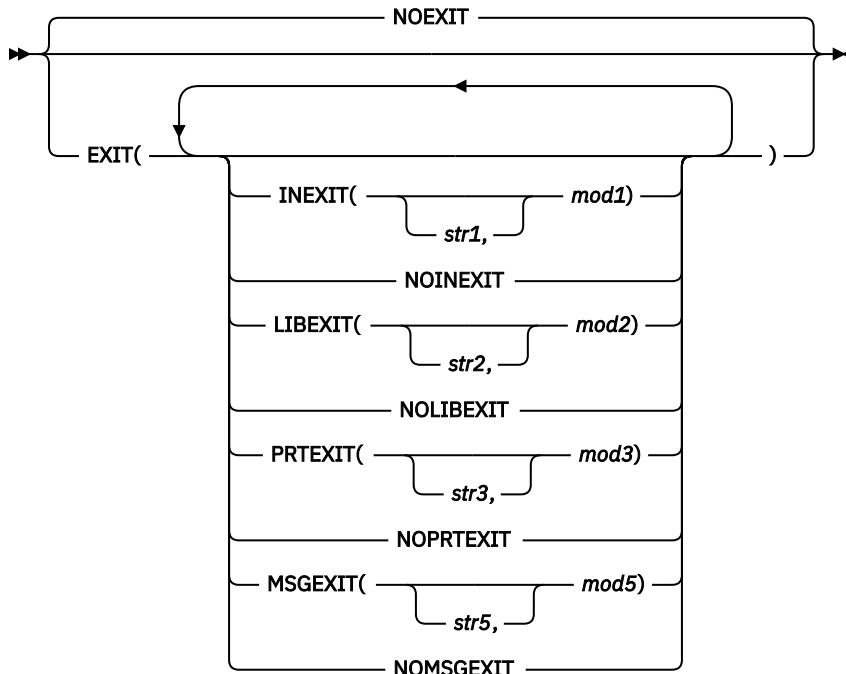 NOEXIT
EXIT( )
INEXIT( mod1)
str1,
NOINEXIT
LIBEXIT( mod2)
str2,
NOLIBEXIT
PRTEXIT( mod3)
str3,
NOPRTEXIT
MSGEXIT( mod5)
str5,
NOMSGEXIT